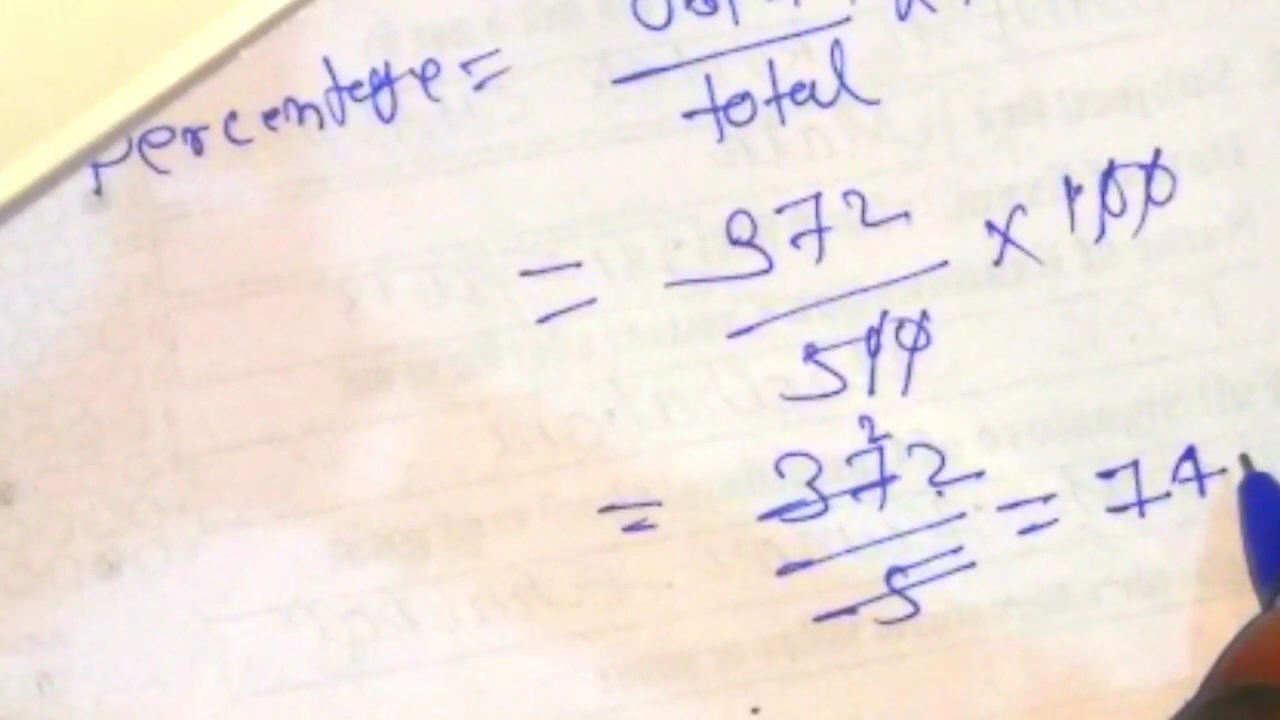 percentage = / total
= 372 / 500 × 100
= 372 / 5 = 74